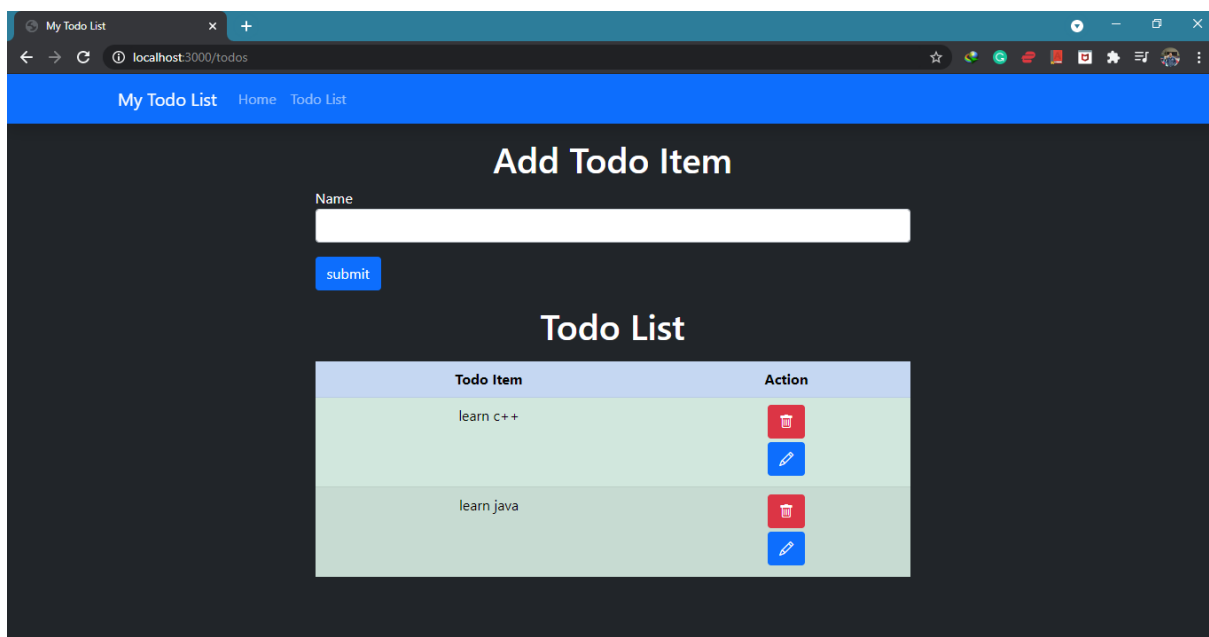 My Todo List
localhost:3000/todos
My Todo List Home Todo List
Add Todo Item
Name
submit
Todo List
Todo Item Action
learn c++
learn java